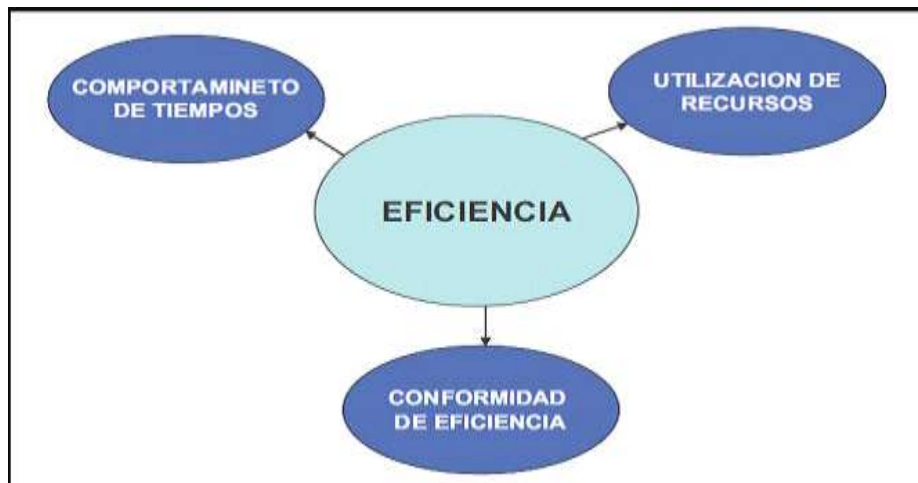 COMPORTAMINETO
DE TIEMPOS
UTILIZACION DE
RECURSOS
EFICIENCIA
CONFORMIDAD
DE EFICIENCIA